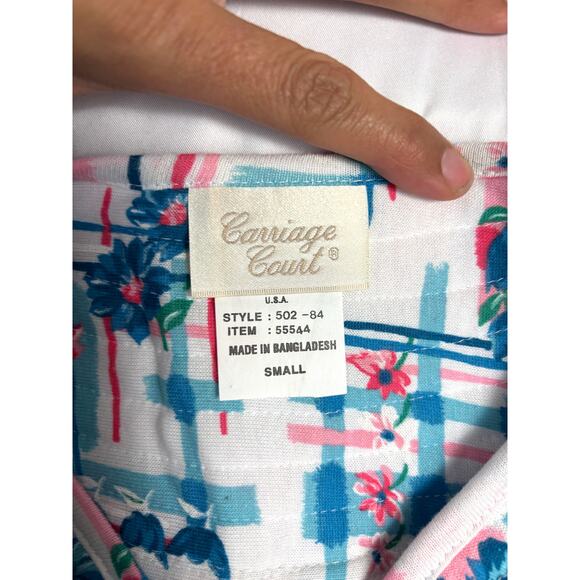 Carriage
Court ®
U.S.A.
STYLE : 502 -84
ITEM : 55544
MADE IN BANGLADESH
SMALL